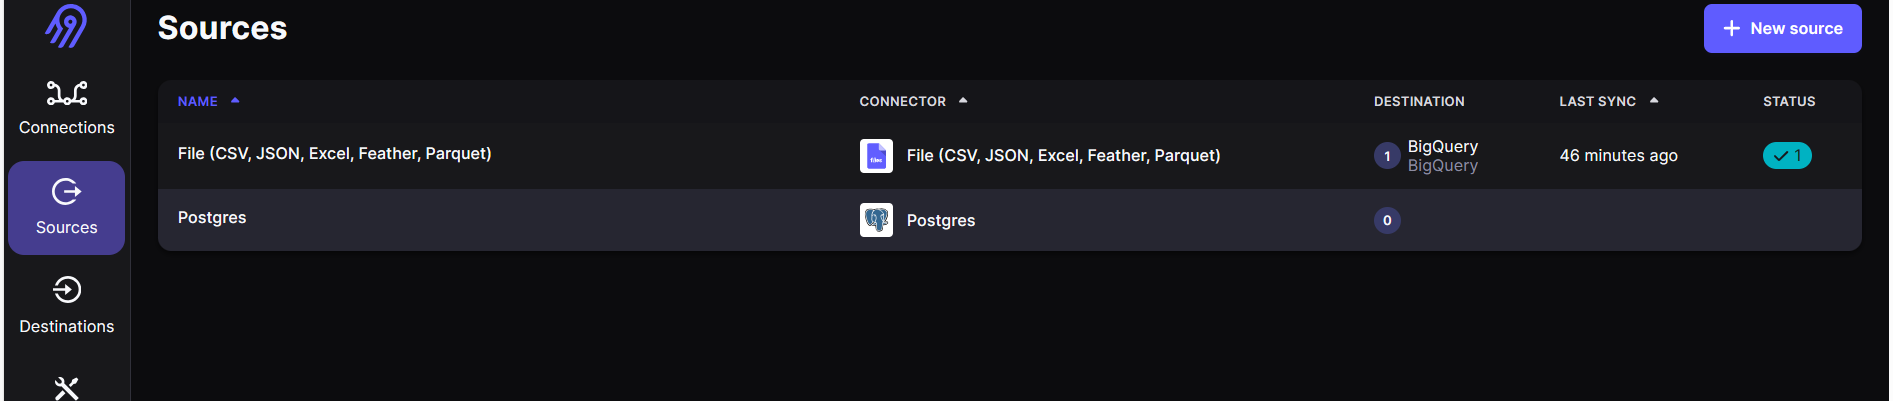 Sources
New source
Connections
Sources
Destinations
NAME CONNECTOR DESTINATION LAST SYNC STATUS
File (CSV, JSON, Excel, Feather, Parquet) File (CSV, JSON, Excel, Feather, Parquet) 1 BigQuery 46 minutes ago 1
BigQuery
Postgres Postgres 0